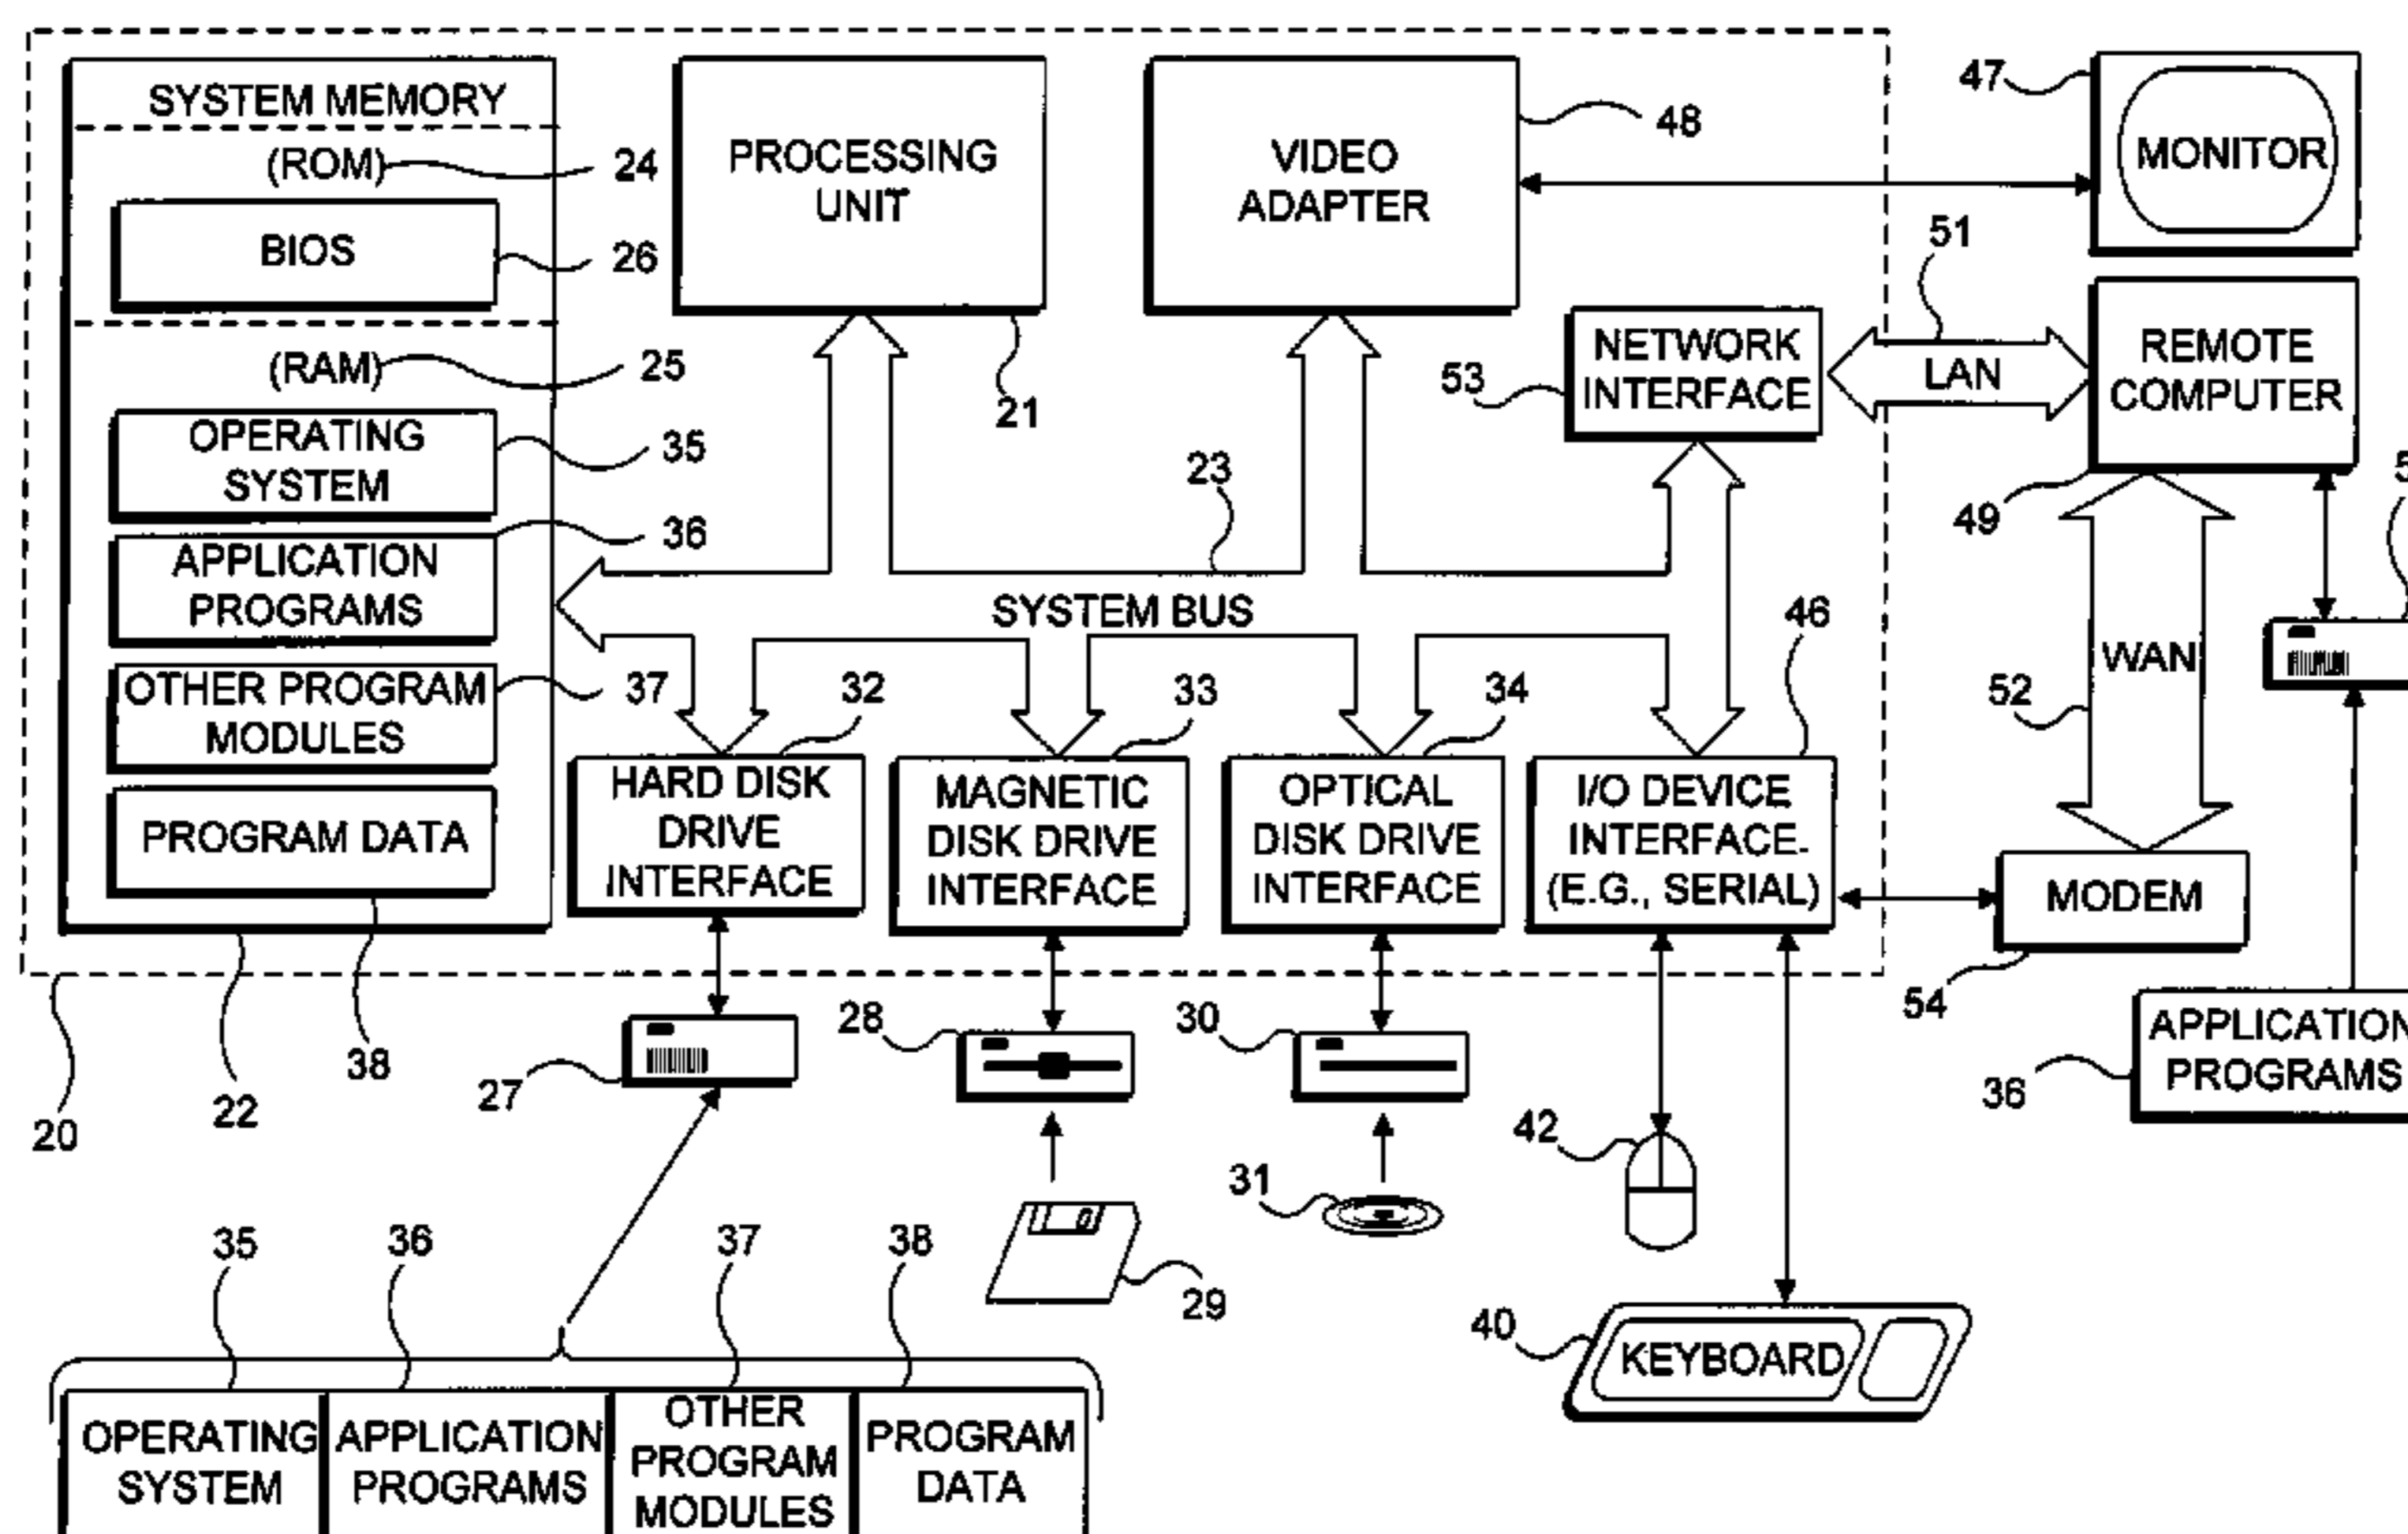 SYSTEM MEMORY
(ROM)
24
BIOS
26
(RAM)
25
OPERATING
SYSTEM
35
APPLICATION
PROGRAMS
36
OTHER PROGRAM
MODULES
37
PROGRAM DATA
38
22
20
PROCESSING
UNIT
21
VIDEO
ADAPTER
48
47
MONITOR
51
NETWORK
INTERFACE
53
LAN
REMOTE
COMPUTER
49
23
SYSTEM BUS
46
32
33
34
HARD DISK
DRIVE
INTERFACE
MAGNETIC
DISK DRIVE
INTERFACE
OPTICAL
DISK DRIVE
INTERFACE
I/O DEVICE
INTERFACE-
(E.G., SERIAL)
WAN
52
MODEM
54
APPLICATION
PROGRAMS
36
27
28
30
42
31
29
40
KEYBOARD
35
36
37
38
OPERATING
SYSTEM
APPLICATION
PROGRAMS
OTHER
PROGRAM
MODULES
PROGRAM
DATA